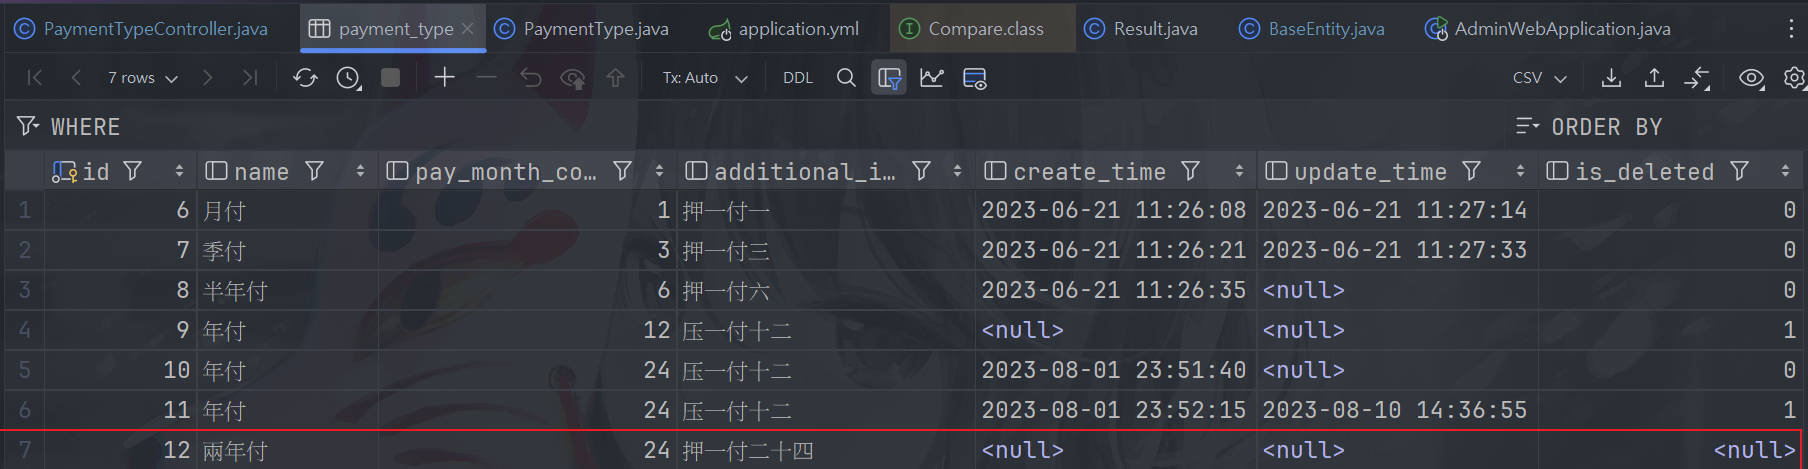 PaymentTypeController.java payment_type PaymentType.java application.yml Compare.class Result.java BaseEntity.java AdminWebApplication.java
7 rows Tx: Auto DDL CSV
WHERE ORDER BY
id name pay_month_co... additional_i... create_time update_time is_deleted
1 6 月付 1 押一付一 2023-06-21 11:26:08 2023-06-21 11:27:14 0
2 7 季付 3 押一付三 2023-06-21 11:26:21 2023-06-21 11:27:33 0
3 8 半年付 6 押一付六 2023-06-21 11:26:35 <null> 0
4 9 年付 12 压一付十二 <null> <null> 1
5 10 年付 24 压一付十二 2023-08-01 23:51:40 <null> 0
6 11 年付 24 压一付十二 2023-08-01 23:52:15 2023-08-10 14:36:55 1
7 12 兩年付 24 押一付二十四 <null> <null> <null>